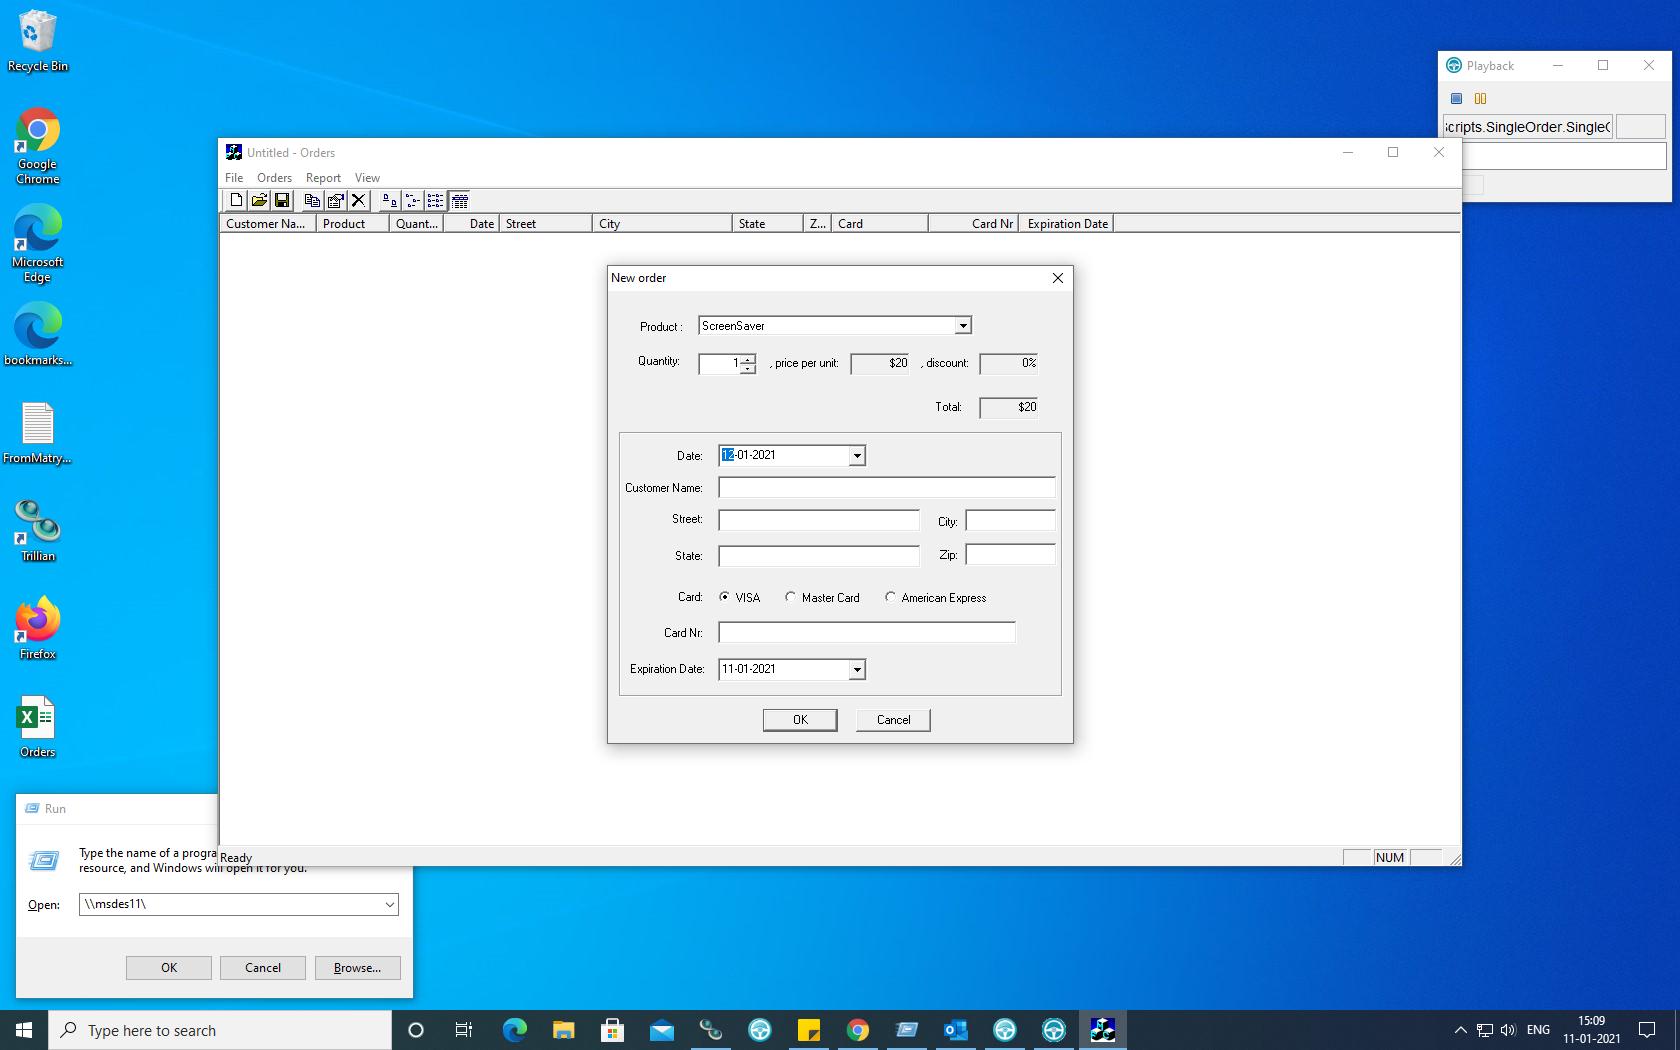 Recycle Bin
Google
Chrome
Microsoft
Edge
bookmarks...
FromMatry...
Trillian
Firefox
Orders
Playback
cripts.SingleOrder.Single
Untitled - Orders
File Orders Report View
Customer Na... Product Quant... Date Street City State Z... Card Card Nr Expiration Date
New order
Product : ScreenSaver
Quantity: 1 , price per unit: $20 , discount: 0%
Total: $20
Date: 12-01-2021
Customer Name:
Street: City:
State: Zip:
Card: VISA Master Card American Express
Card Nr:
Expiration Date: 11-01-2021
OK Cancel
Ready NUM
Run
Type the name of a progra
resource, and Windows will open it for you.
Open: \\msdes11\
OK Cancel Browse...
Type here to search
ENG 15:09
11-01-2021